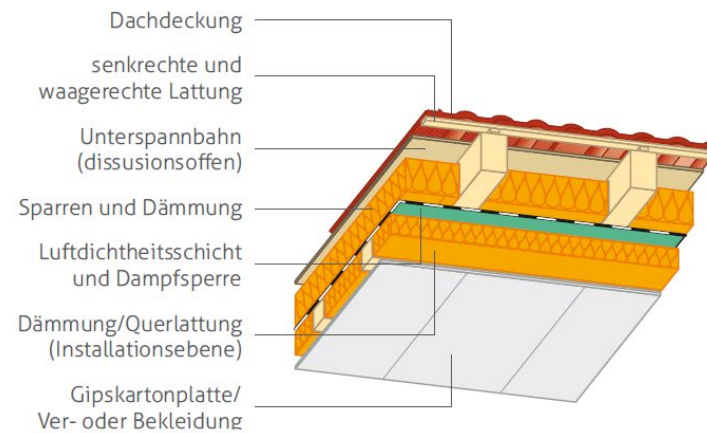 Dachdeckung
senkrechte und
waagerechte Lattung
Unterspannbahn
(dissusionsoffen)
Sparren und Dämmung
Luftdichtheitsschicht
und Dampfsperre
Dämmung/Querlattung
(Installationsebene)
Gipskartonplatte/
Ver- oder Bekleidung